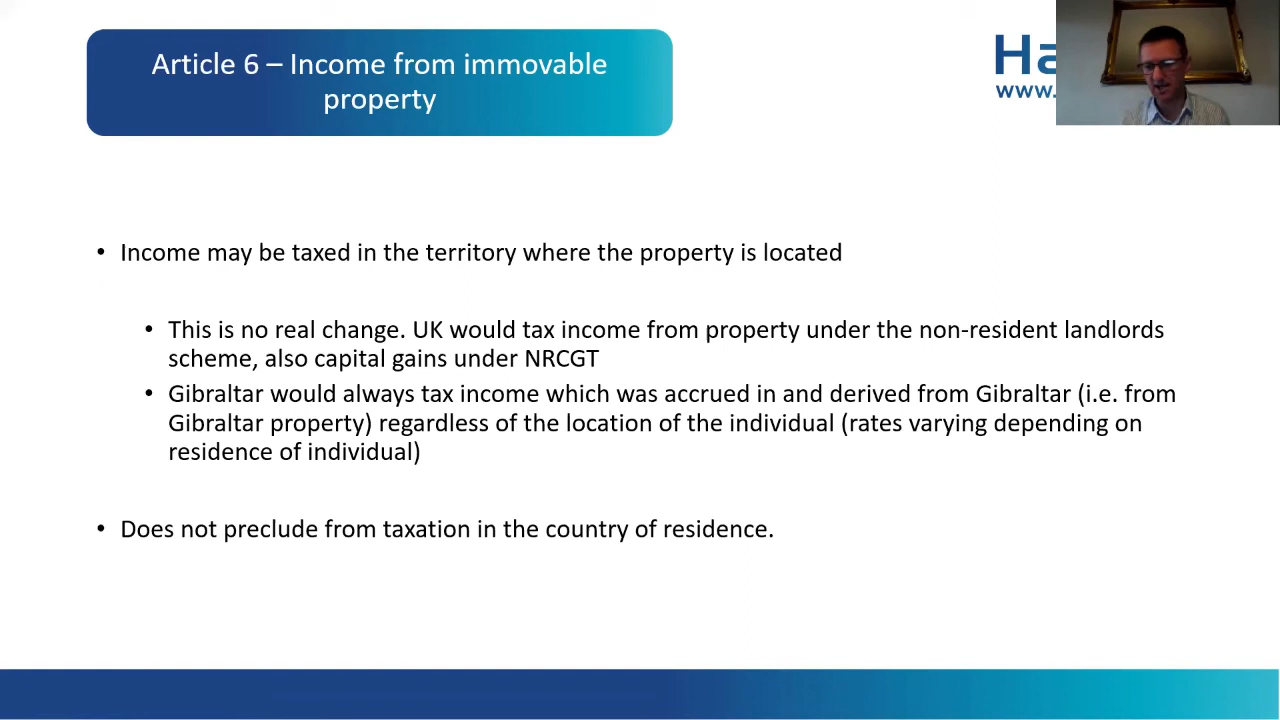 Article 6 – Income from immovable
property
Ha
www.
• Income may be taxed in the territory where the property is located
• This is no real change. UK would tax income from property under the non-resident landlords
scheme, also capital gains under NRCGT
• Gibraltar would always tax income which was accrued in and derived from Gibraltar (i.e. from
Gibraltar property) regardless of the location of the individual (rates varying depending on
residence of individual)
• Does not preclude from taxation in the country of residence.